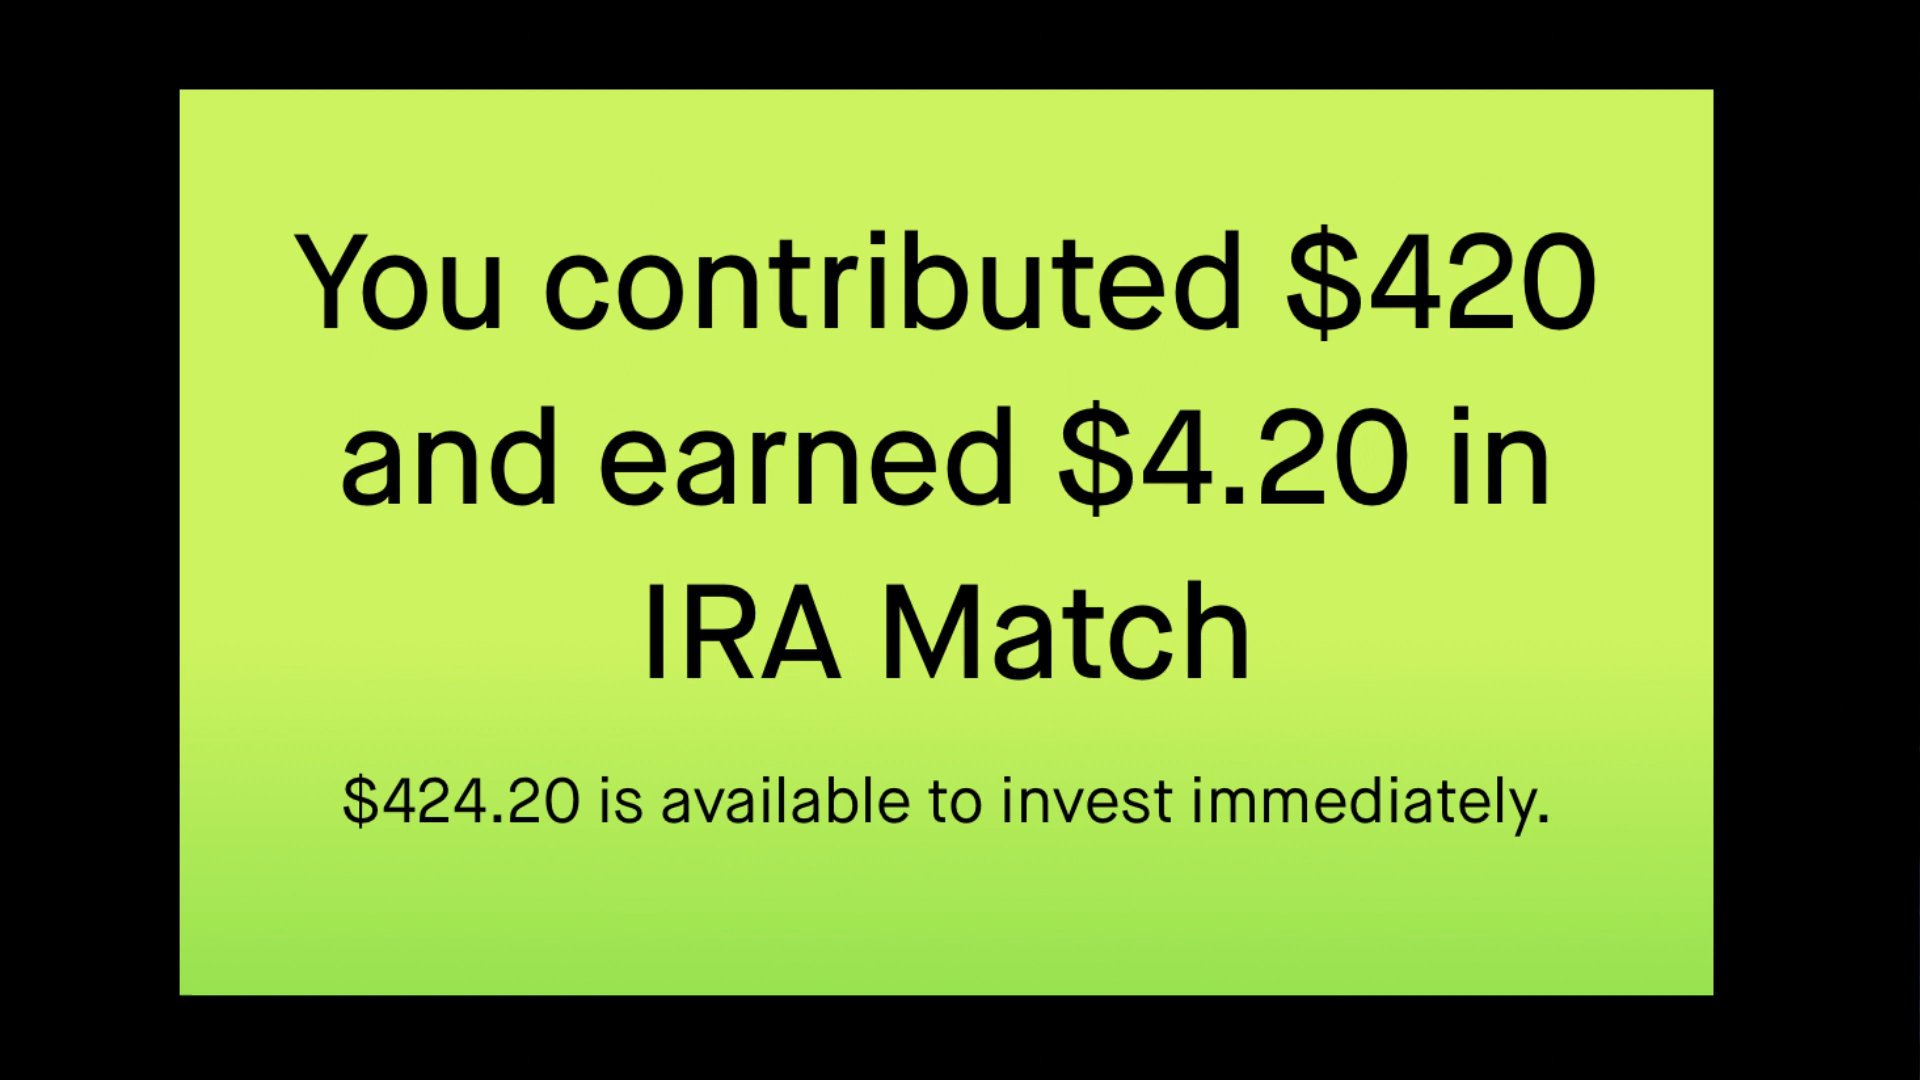 You contributed $420
and earned $4.20 in
IRA Match
$424.20 is available to invest immediately.